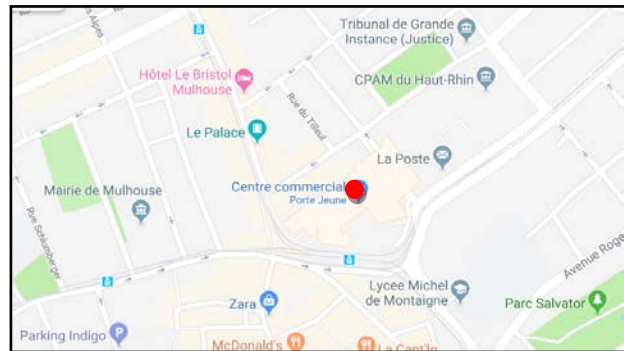 Alpes
Tribunal de Grande
Instance (Justice)
Hôtel Le Bristol
Mulhouse
CPAM du Haut-Rhin
Rue du Tilleul
Le Palace
La Poste
Mairie de Mulhouse
Centre commercial
Porte Jeune
Rue Schlumberger
Avenue Roge
Lycee Michel
de Montaigne
Zara
Parc Salvator
Parking Indigo
McDonald's
La Cant'In